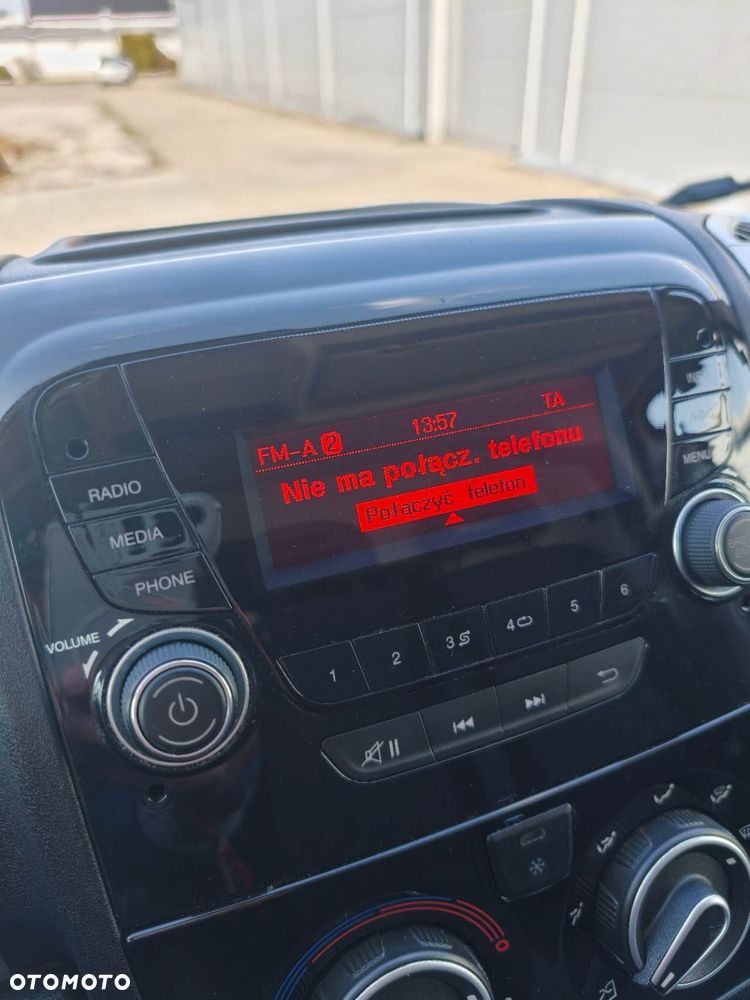 FM-A 2 13:57 TA
Nie ma połącz. telefonu
Połączyć telefon
RADIO
MEDIA
PHONE
VOLUME
INFO
A-B-C
MENU
1 2 3 4 5 6
OTOMOTO